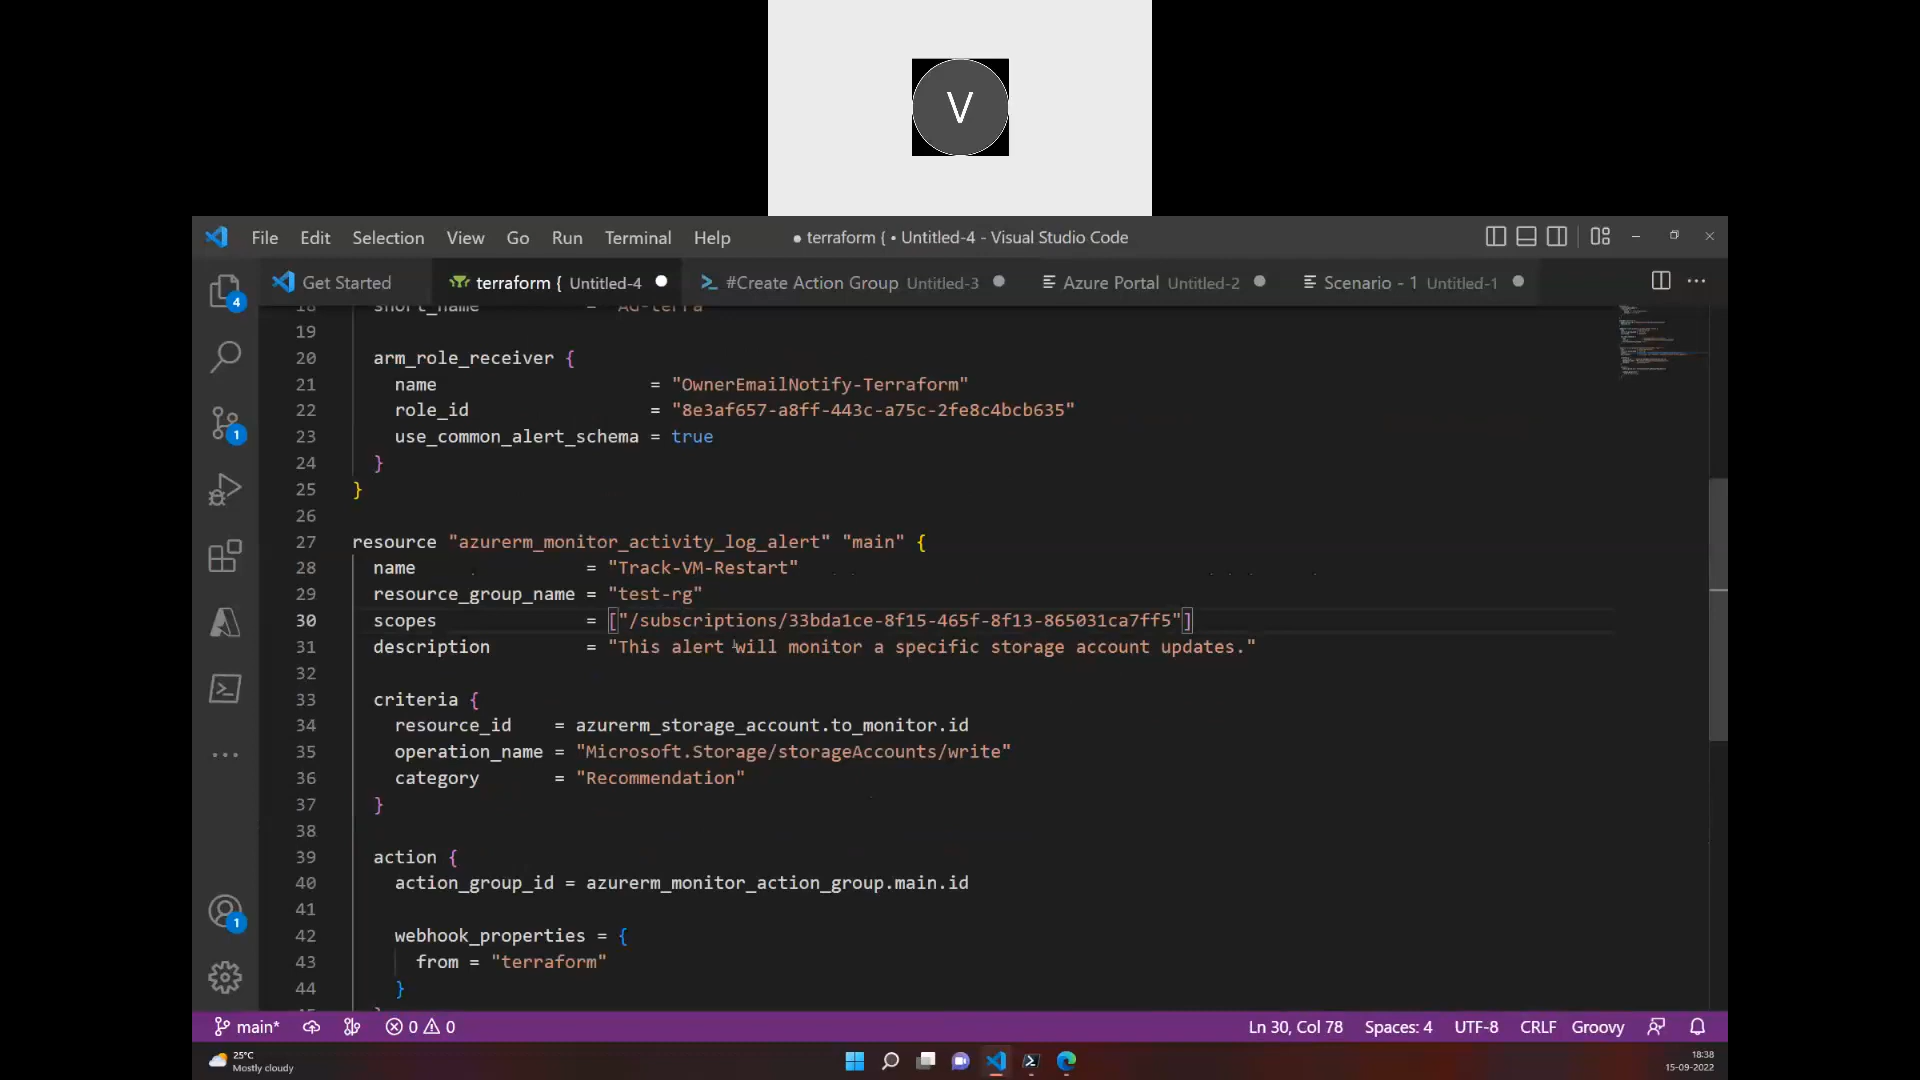 V
File Edit Selection View Go Run Terminal Help ● terraform { • Untitled-4 - Visual Studio Code
Get Started terraform { Untitled-4 #Create Action Group Untitled-3 Azure Portal Untitled-2 Scenario - 1 Untitled-1
18 short_name = "AG-terra"
19
20 arm_role_receiver {
21 name = "OwnerEmailNotify-Terraform"
22 role_id = "8e3af657-a8ff-443c-a75c-2fe8c4bcb635"
23 use_common_alert_schema = true
24 }
25 }
26
27 resource "azurerm_monitor_activity_log_alert" "main" {
28 name = "Track-VM-Restart"
29 resource_group_name = "test-rg"
30 scopes = ["/subscriptions/33bda1ce-8f15-465f-8f13-865031ca7ff5"]
31 description = "This alert will monitor a specific storage account updates."
32
33 criteria {
34 resource_id = azurerm_storage_account.to_monitor.id
35 operation_name = "Microsoft.Storage/storageAccounts/write"
36 category = "Recommendation"
37 }
38
39 action {
40 action_group_id = azurerm_monitor_action_group.main.id
41
42 webhook_properties = {
43 from = "terraform"
44 }
4
1
1
main* 0 0 Ln 30, Col 78 Spaces: 4 UTF-8 CRLF Groovy
25°C
Mostly cloudy
18:38
15-09-2022